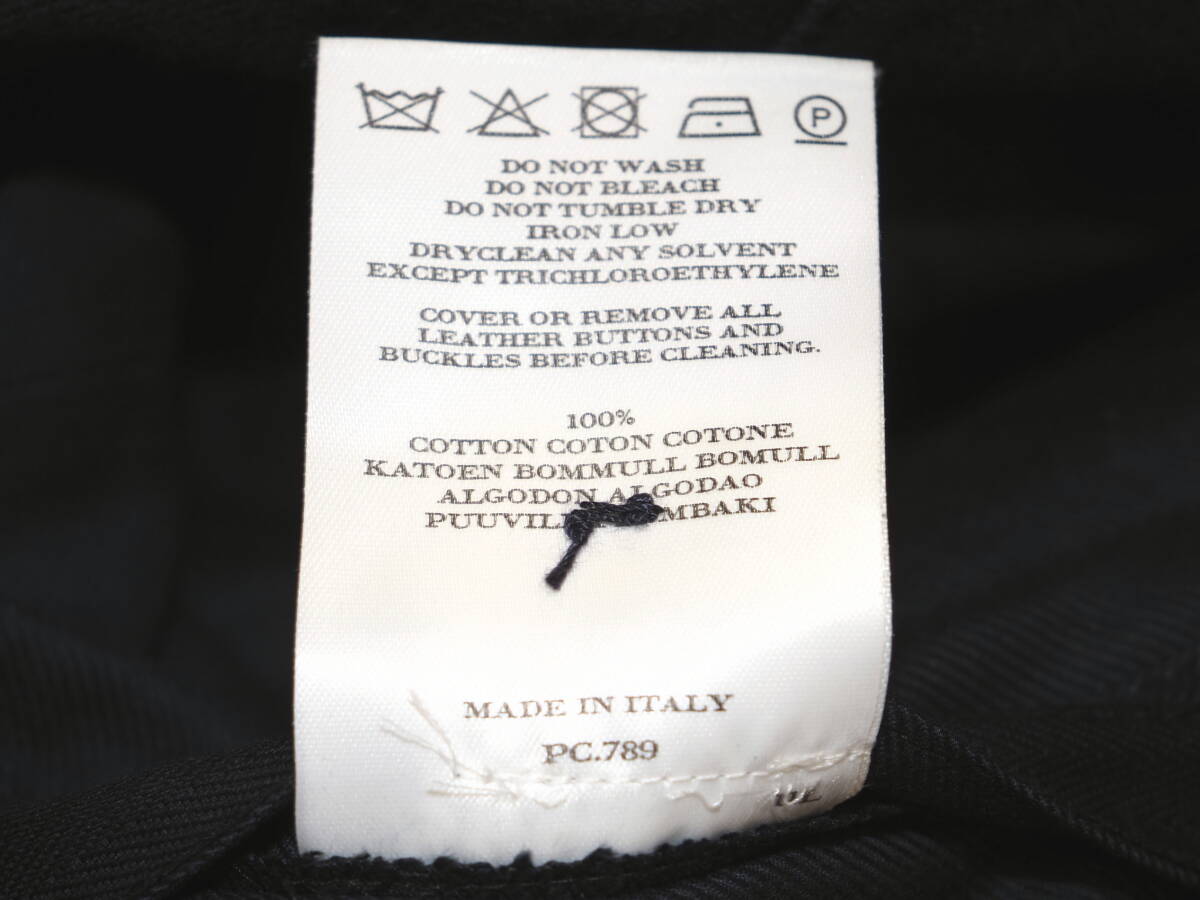 P
DO NOT WASH
DO NOT BLEACH
DO NOT TUMBLE DRY
IRON LOW
DRYCLEAN ANY SOLVENT
EXCEPT TRICHLOROETHYLENE
COVER OR REMOVE ALL
LEATHER BUTTONS AND
BUCKLES BEFORE CLEANING.
100%
COTTON COTON COTONE
KATOEN BOMMULL BOMULL
ALGODON ALGODAO
MADE IN ITALY
PC.789